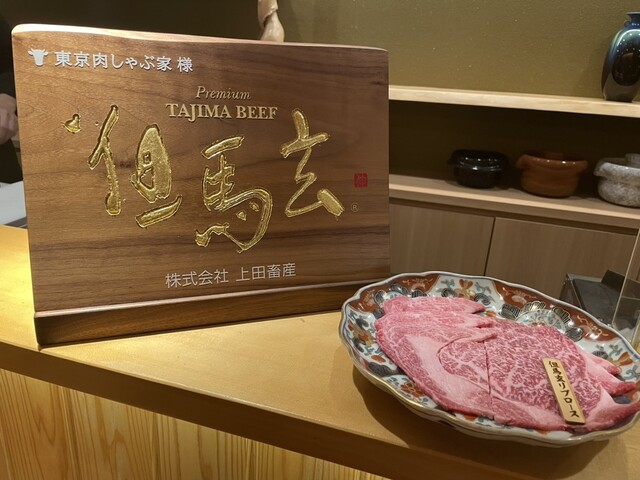 東京肉しゃぶ家 様
Premium
TAJIMA BEEF
但馬玄
®
株式会社 上田畜産
但馬玄リブロース